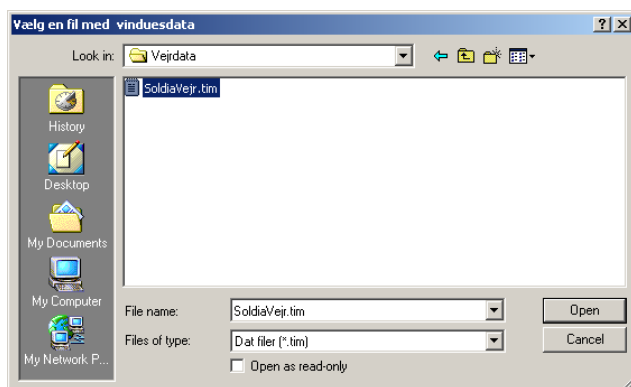 Vælg en fil med vinduesdata
Look in:
Vejrdata
SoldiaVejr.tim
History
Desktop
My Documents
My Computer
My Network P...
File name:
SoldiaVejr.tim
Open
Files of type:
Dat filer (*.tim)
Cancel
Open as read-only